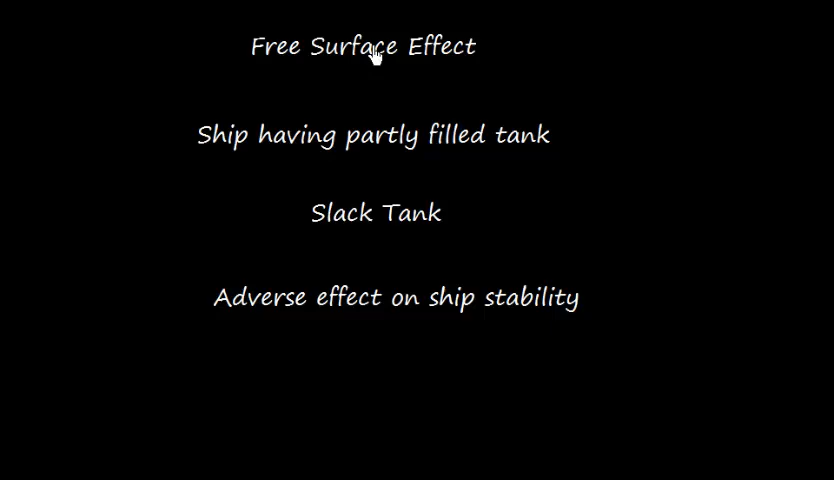 Free Surface Effect
Ship having partly filled tank
Slack Tank
Adverse effect on ship stability